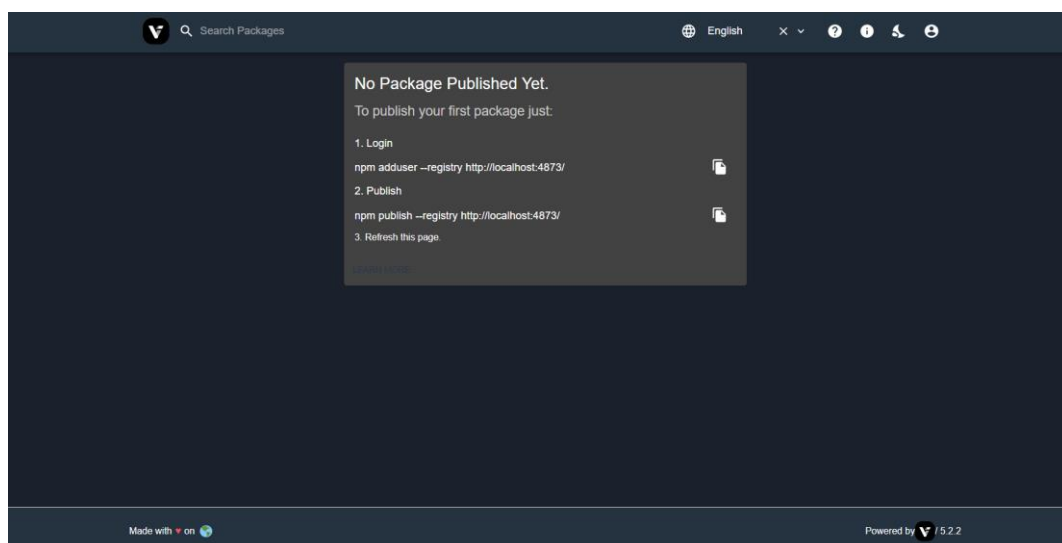 Search Packages
English
No Package Published Yet.
To publish your first package just:
1. Login
npm adduser --registry http://localhost:4873/
2. Publish
npm publish --registry http://localhost:4873/
3. Refresh this page.
LEARN MORE
Made with ♥ on 🌎
Powered by / 5.2.2